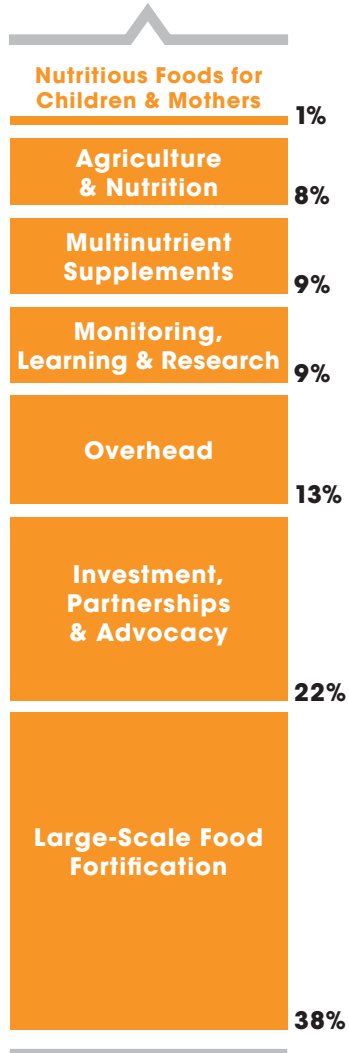 Nutritious Foods for
Children & Mothers
1%
Agriculture
& Nutrition
8%
Multinutrient
Supplements
9%
Monitoring,
Learning & Research
9%
Overhead
13%
Investment,
Partnerships
& Advocacy
22%
Large-Scale Food
Fortification
38%